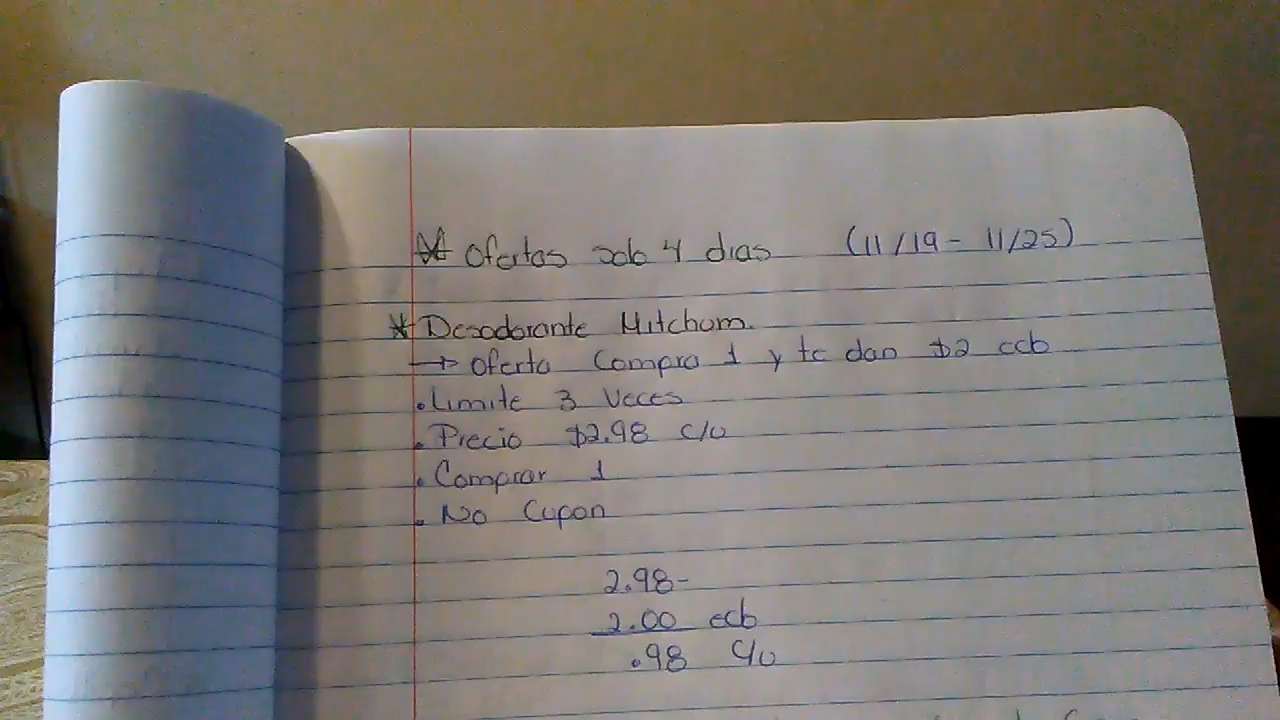 * Ofertas solo 4 dias (11/19 - 11/25)
* Desodorante Mitchum.
→ Oferta Compra 1 y te dan $2 ecb
• Limite 3 Veces
• Precio $2.98 c/u
• Comprar 1
• No Cupon
2.98-
2.00 ecb
.98 c/u